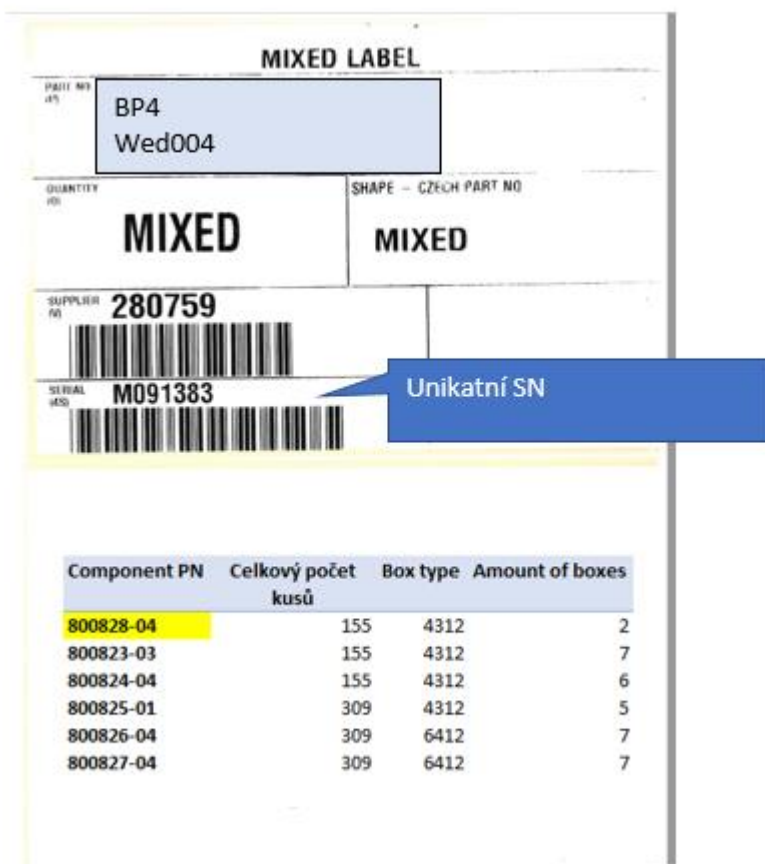 MIXED LABEL
PART NO
BP4
Wed004
QUANTITY
SHAPE – CZECH PART NO
MIXED
MIXED
SUPPLIER
280759
SERIAL
M091383
Unikatní SN
Component PN Celkový počet kusů Box type Amount of boxes
800828-04 155 4312 2
800823-03 155 4312 7
800824-04 155 4312 6
800825-01 309 4312 5
800826-04 309 6412 7
800827-04 309 6412 7